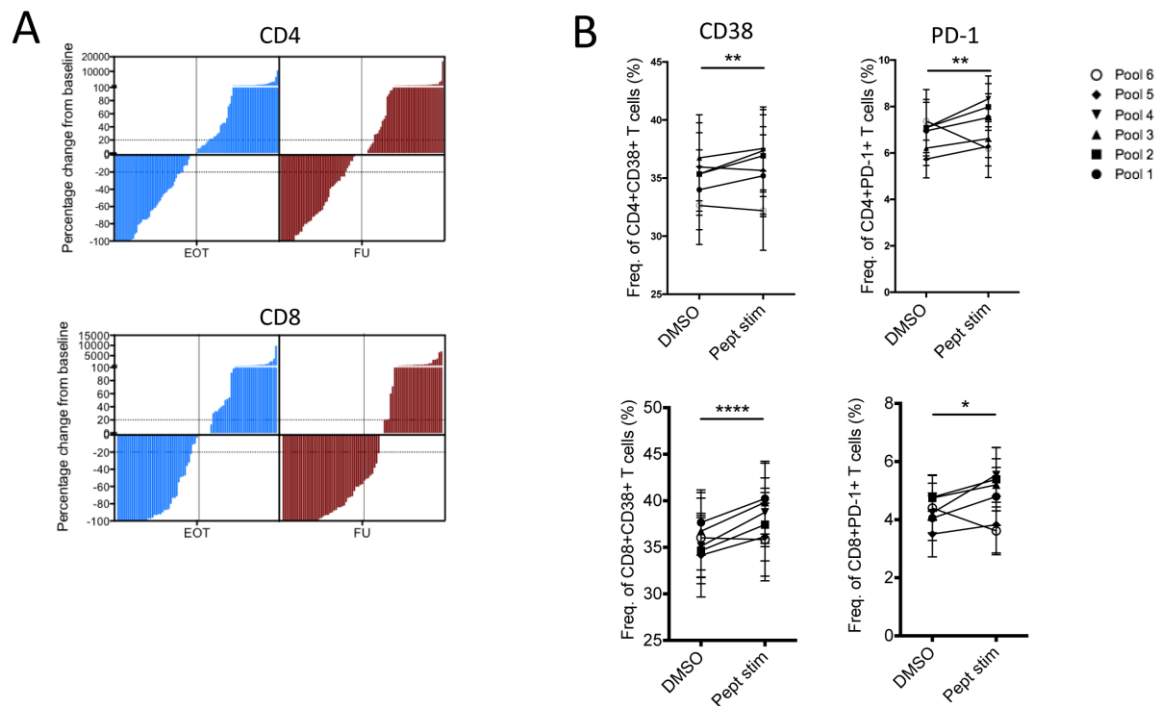 A
CD4
Percentage change from baseline
20000
10000
100
80
60
40
20
0
0
-20
-40
-60
-80
-100
EOT
FU
CD8
Percentage change from baseline
15000
5000
100
80
60
40
20
0
-20
-40
-60
-80
-100
EOT
FU
B
CD38
**
Freq. of CD4+CD38+ T cells (%)
45
40
35
30
25
DMSO
Pept stim
PD-1
**
Freq. of CD4+PD-1+ T cells (%)
10
8
6
4
2
0
DMSO
Pept stim
Pool 6
Pool 5
Pool 4
Pool 3
Pool 2
Pool 1
****
Freq. of CD8+CD38+ T cells (%)
50
45
40
35
30
25
DMSO
Pept stim
*
Freq. of CD8+PD-1+ T cells (%)
8
6
4
2
0
DMSO
Pept stim